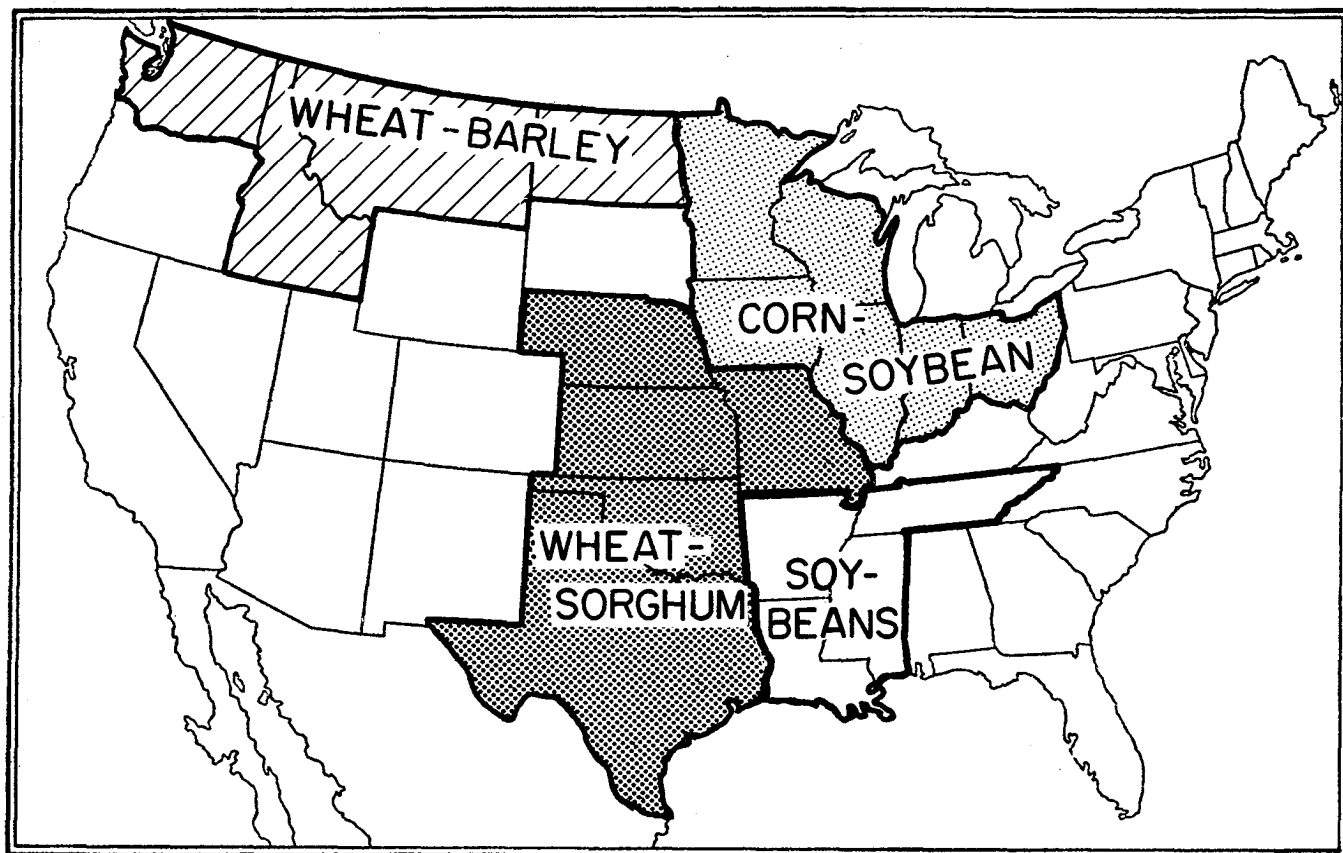 WHEAT-BARLEY
CORN-
SOYBEAN
WHEAT-
SORGHUM
SOY-
BEANS